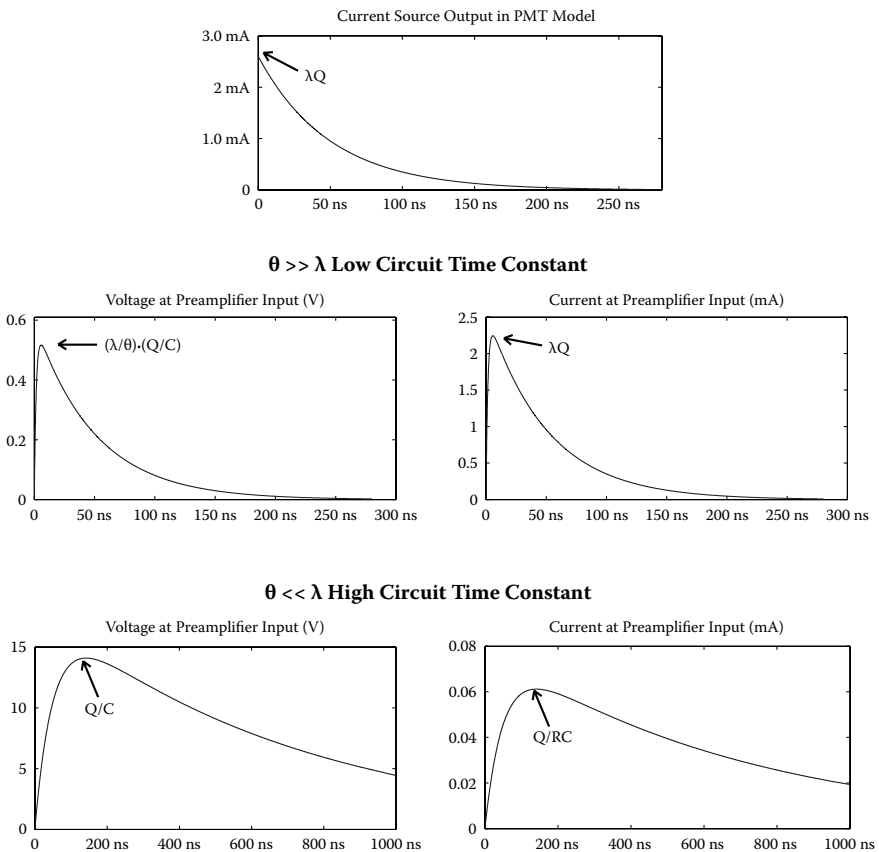 Current Source Output in PMT Model
3.0 mA
2 mA
1.0 mA
0
λQ
0 50 ns 100 ns 150 ns 200 ns 250 ns
θ >> λ Low Circuit Time Constant
Voltage at Preamplifier Input (V)
0.6
0.4
0.2
0
(λ/θ)•(Q/C)
0 50 ns 100 ns 150 ns 200 ns 250 ns 300 ns
Current at Preamplifier Input (mA)
2.5
2
1.5
1
0.5
0
λQ
0 50 ns 100 ns 150 ns 200 ns 250 ns 300 ns
θ << λ High Circuit Time Constant
Voltage at Preamplifier Input (V)
15
10
5
0
Q/C
0 200 ns 400 ns 600 ns 800 ns 1000 ns
Current at Preamplifier Input (mA)
0.08
0.06
0.04
0.02
0
Q/RC
0 200 ns 400 ns 600 ns 800 ns 1000 ns